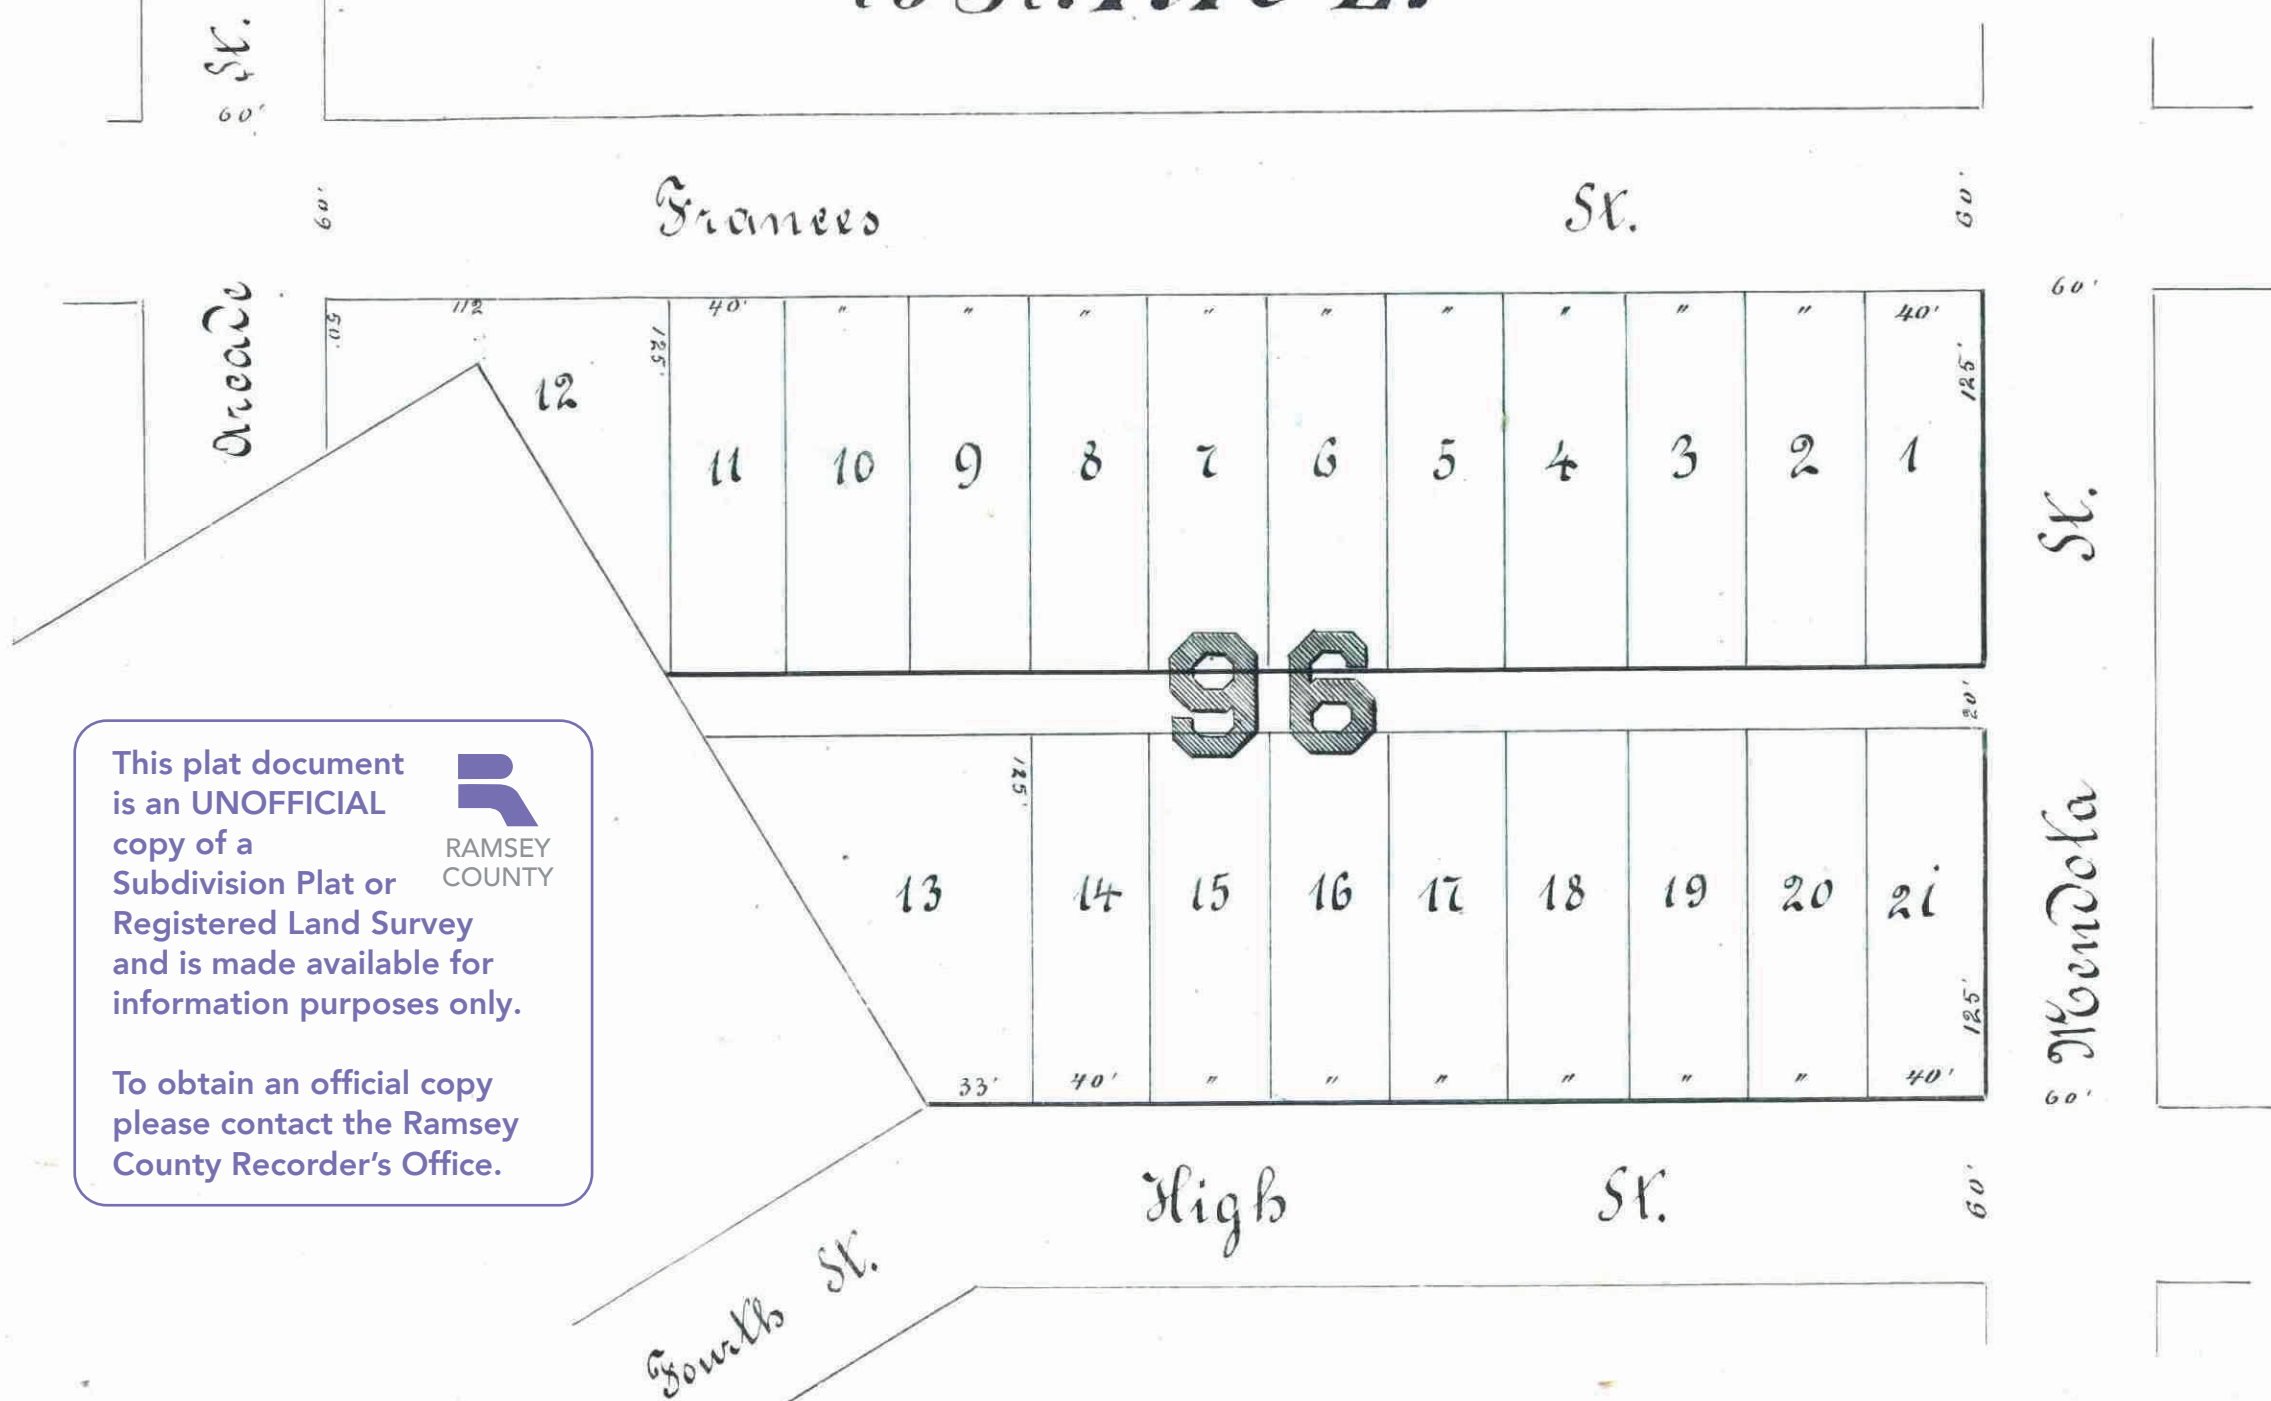 St.
60'
60'
Frances St.
60'
Arcade
60'
50'
112
125'
40' " " " " " " " " " 40'
125'
12
11 10 9 8 7 6 5 4 3 2 1
St.
96
20'
This plat document
is an UNOFFICIAL
copy of a
Subdivision Plat or
Registered Land Survey
and is made available for
information purposes only.
To obtain an official copy
please contact the Ramsey
County Recorder's Office.
RAMSEY
COUNTY
125'
13 14 15 16 17 18 19 20 21
Mendota
125'
33' 40' " " " " " " 40'
60'
High St.
60'
Fourth St.